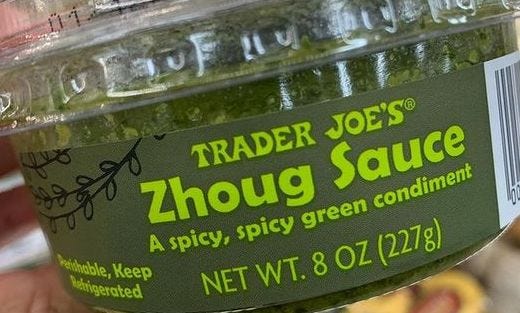 TRADER JOE'S®
Zhoug Sauce
A spicy, spicy green condiment
Perishable, Keep
Refrigerated
NET WT. 8 OZ (227g)